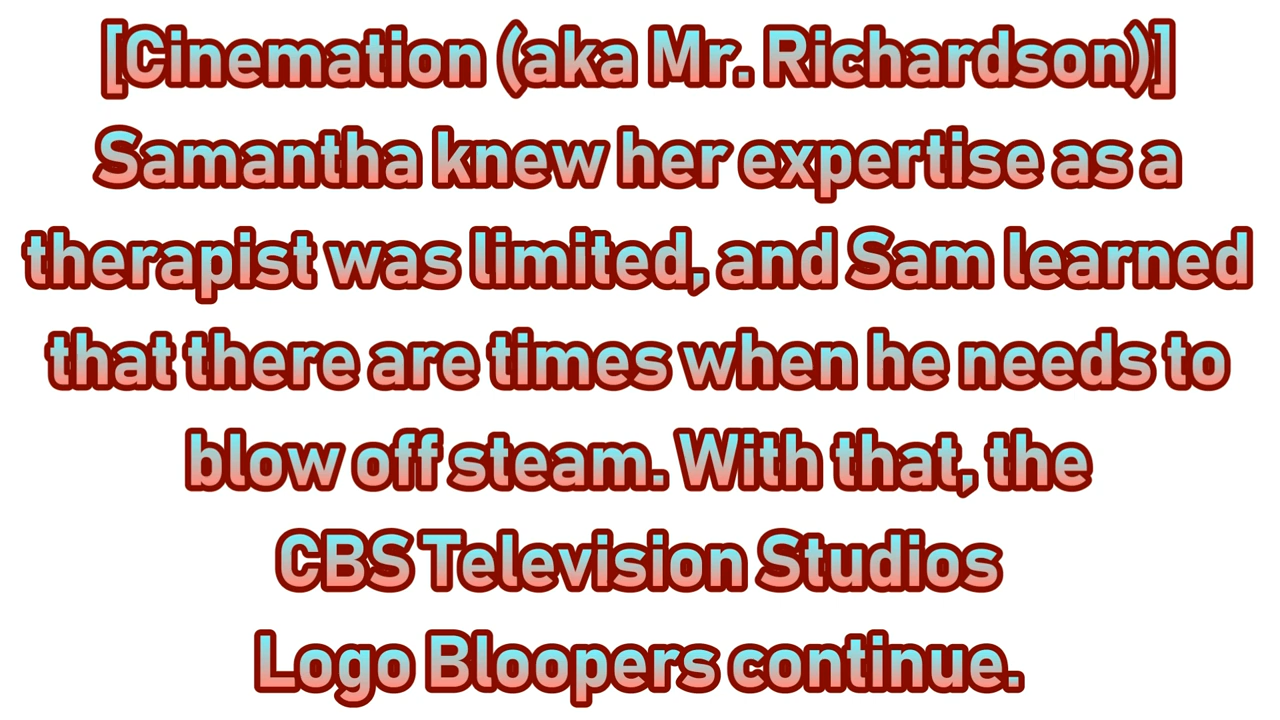 [Cinemation (aka Mr. Richardson)]
Samantha knew her expertise as a
therapist was limited, and Sam learned
that there are times when he needs to
blow off steam. With that, the
CBS Television Studios
Logo Bloopers continue.